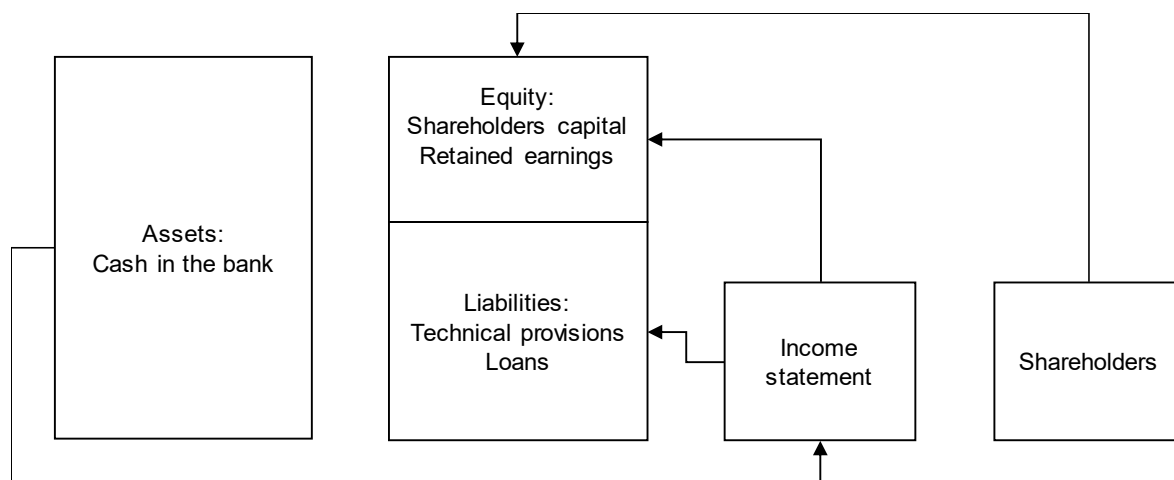 Assets:
Cash in the bank
Equity:
Shareholders capital
Retained earnings
Liabilities:
Technical provisions
Loans
Income
statement
Shareholders